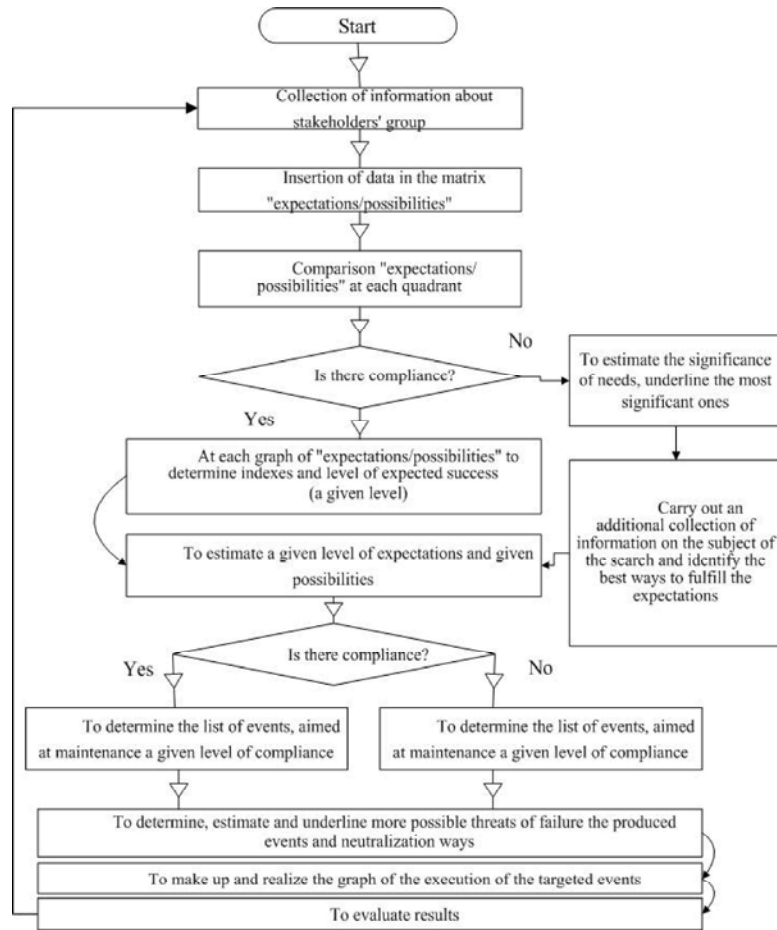 Start
Collection of information about
stakeholders' group
Insertion of data in the matrix
"expectations/possibilities"
Comparison "expectations/
possibilities" at each quadrant
Is there compliance?
No
To estimate the significance
of needs, underline the most
significant ones
Yes
At each graph of "expectations/possibilities" to
determine indexes and level of expected success
(a given level)
Carry out an
additional collection of
information on the subject of
the search and identify the
best ways to fulfill the
expectations
To estimate a given level of expectations and given
possibilities
Is there compliance?
Yes
No
To determine the list of events, aimed
at maintenance a given level of compliance
To determine the list of events, aimed
at maintenance a given level of compliance
To determine, estimate and underline more possible threats of failure the produced
events and neutralization ways
To make up and realize the graph of the execution of the targeted events
To evaluate results